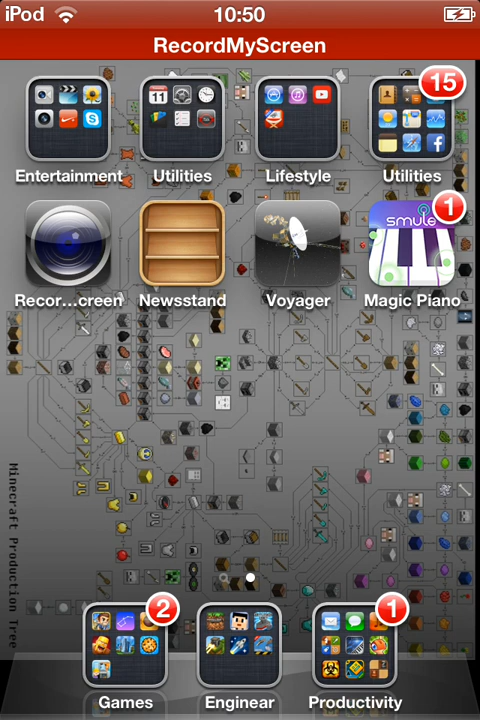 iPod 10:50
RecordMyScreen
15
11
Entertainment Utilities Lifestyle Utilities
smule
1
Recor...creen Newsstand Voyager Magic Piano
Minecraft Production Tree
2
1
Games Enginear Productivity